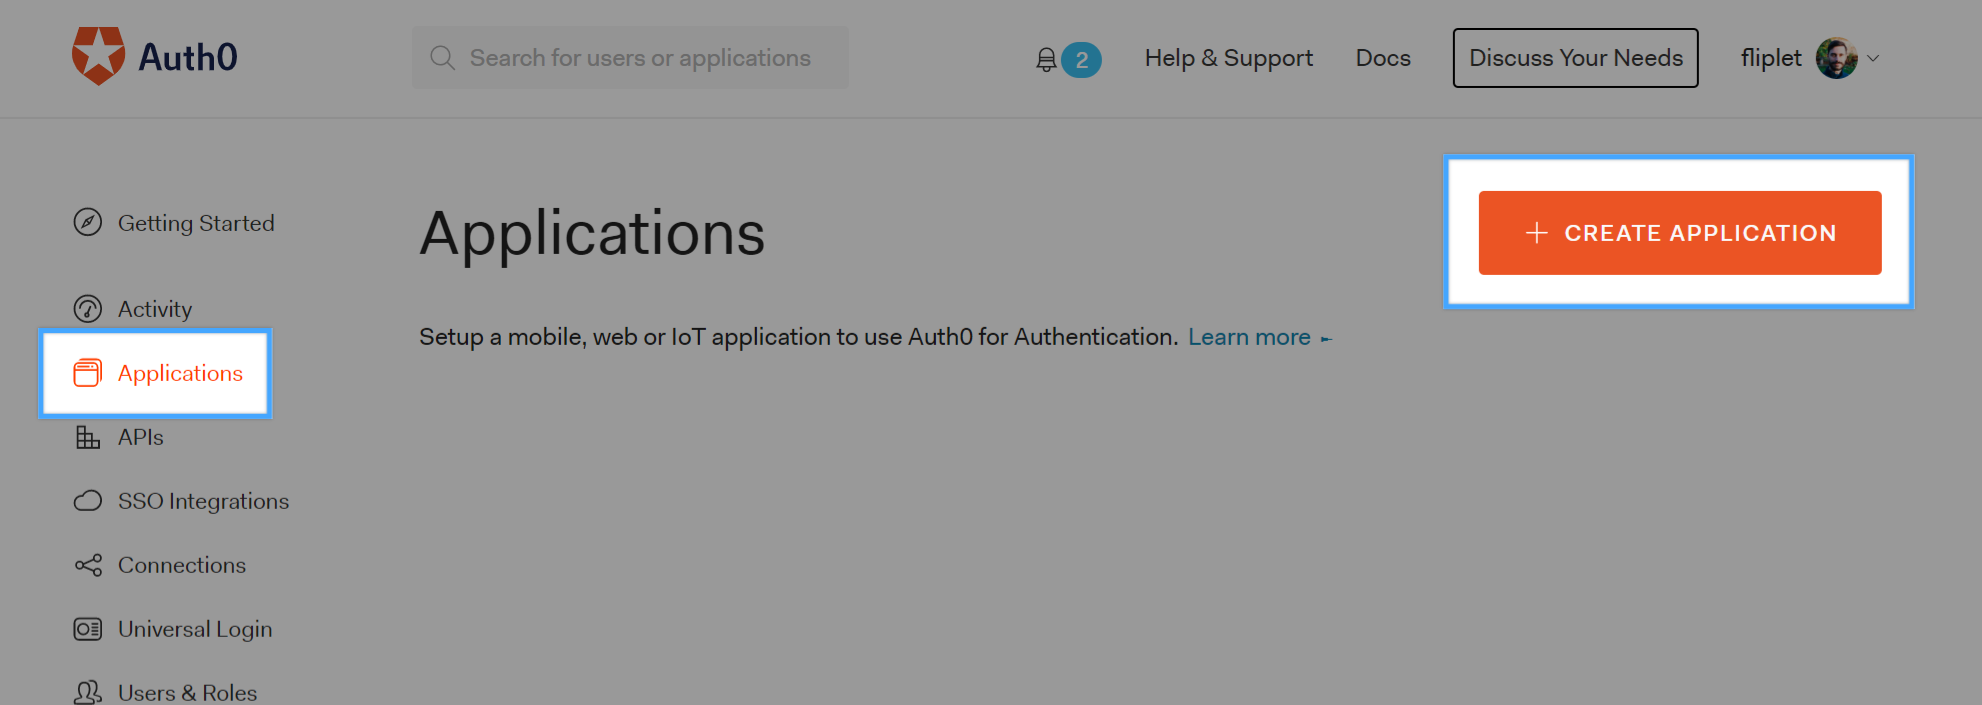 Auth0
Search for users or applications
2
Help & Support
Docs
Discuss Your Needs
fliplet
Getting Started
Activity
Applications
APIs
SSO Integrations
Connections
Universal Login
Users & Roles
Applications
+ CREATE APPLICATION
Setup a mobile, web or IoT application to use Auth0 for Authentication. Learn more ►